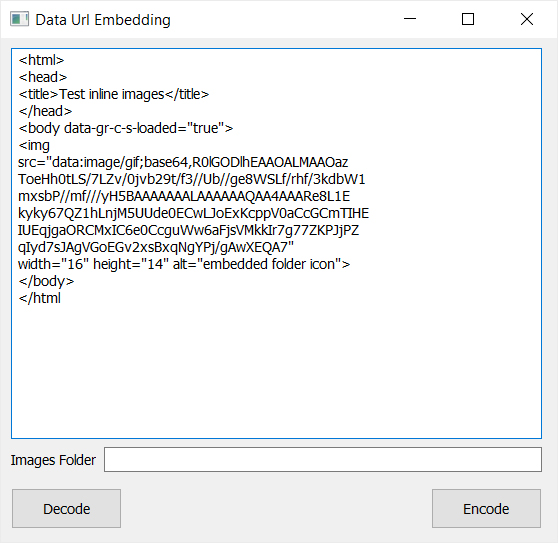 Data Url Embedding
<html>
<head>
<title>Test inline images</title>
</head>
<body data-gr-c-s-loaded="true">
<img
src="data:image/gif;base64,R0lGODlhEAAOALMAAOaz
ToeHh0tLS/7LZv/0jvb29t/f3//Ub//ge8WSLf/rhf/3kdbW1
mxsbP//mf///yH5BAAAAAAALAAAAAAQAA4AAARe8L1E
kyky67QZ1hLnjM5UUde0ECwLJoExKcppV0aCcGCmTIHE
IUEqjgaORCMxIC6e0CcguWw6aFjsVMkkIr7g77ZKPJjPZ
qIyd7sJAgVGoEGv2xsBxqNgYPj/gAwXEQA7"
width="16" height="14" alt="embedded folder icon">
</body>
</html
Images Folder
Decode
Encode